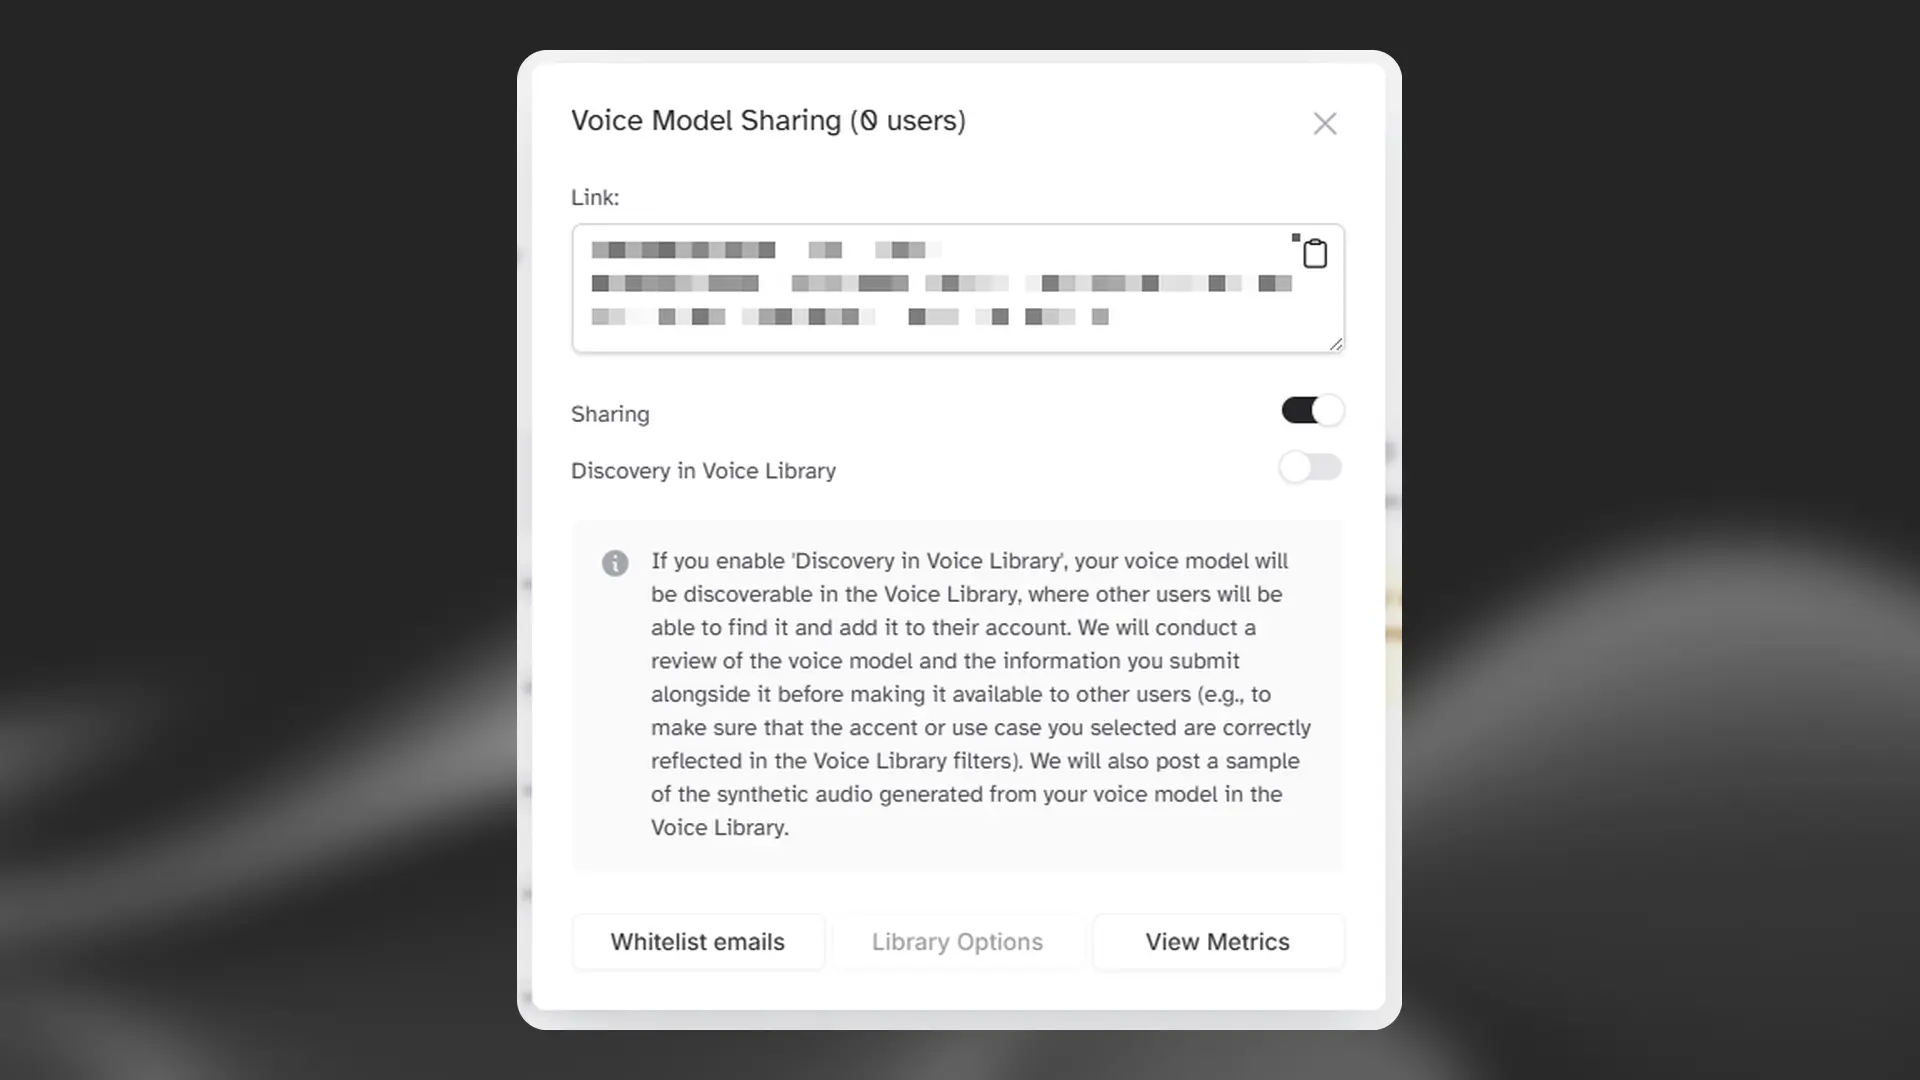 Voice Model Sharing (0 users)
Link:
Sharing
Discovery in Voice Library
If you enable 'Discovery in Voice Library', your voice model will
be discoverable in the Voice Library, where other users will be
able to find it and add it to their account. We will conduct a
review of the voice model and the information you submit
alongside it before making it available to other users (e.g., to
make sure that the accent or use case you selected are correctly
reflected in the Voice Library filters). We will also post a sample
of the synthetic audio generated from your voice model in the
Voice Library.
Whitelist emails
Library Options
View Metrics